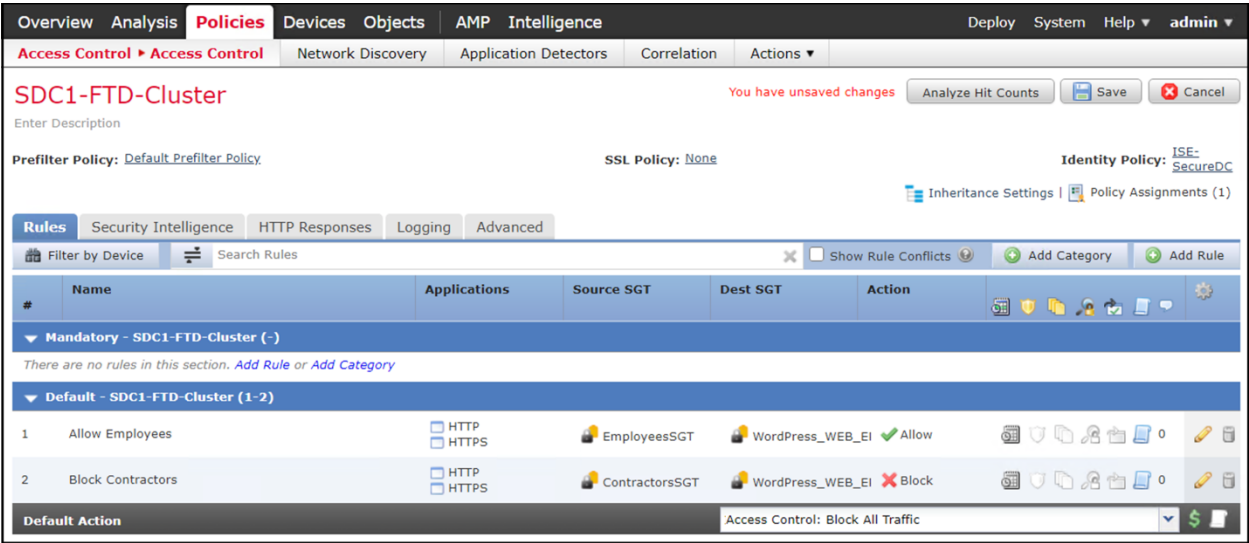 Overview Analysis Policies Devices Objects AMP Intelligence Deploy System Help ▼ admin ▼
Access Control ▸ Access Control Network Discovery Application Detectors Correlation Actions ▼
SDC1-FTD-Cluster You have unsaved changes Analyze Hit Counts Save Cancel
Enter Description
Prefilter Policy: Default Prefilter Policy SSL Policy: None Identity Policy: ISE-
SecureDC
Inheritance Settings | Policy Assignments (1)
Rules Security Intelligence HTTP Responses Logging Advanced
Filter by Device Search Rules Show Rule Conflicts Add Category Add Rule
# Name Applications Source SGT Dest SGT Action
Mandatory - SDC1-FTD-Cluster (-)
There are no rules in this section. Add Rule or Add Category
Default - SDC1-FTD-Cluster (1-2)
1 Allow Employees HTTP
HTTPS EmployeesSGT WordPress_WEB_EI Allow 0
2 Block Contractors HTTP
HTTPS ContractorsSGT WordPress_WEB_EI Block 0
Default Action Access Control: Block All Traffic $